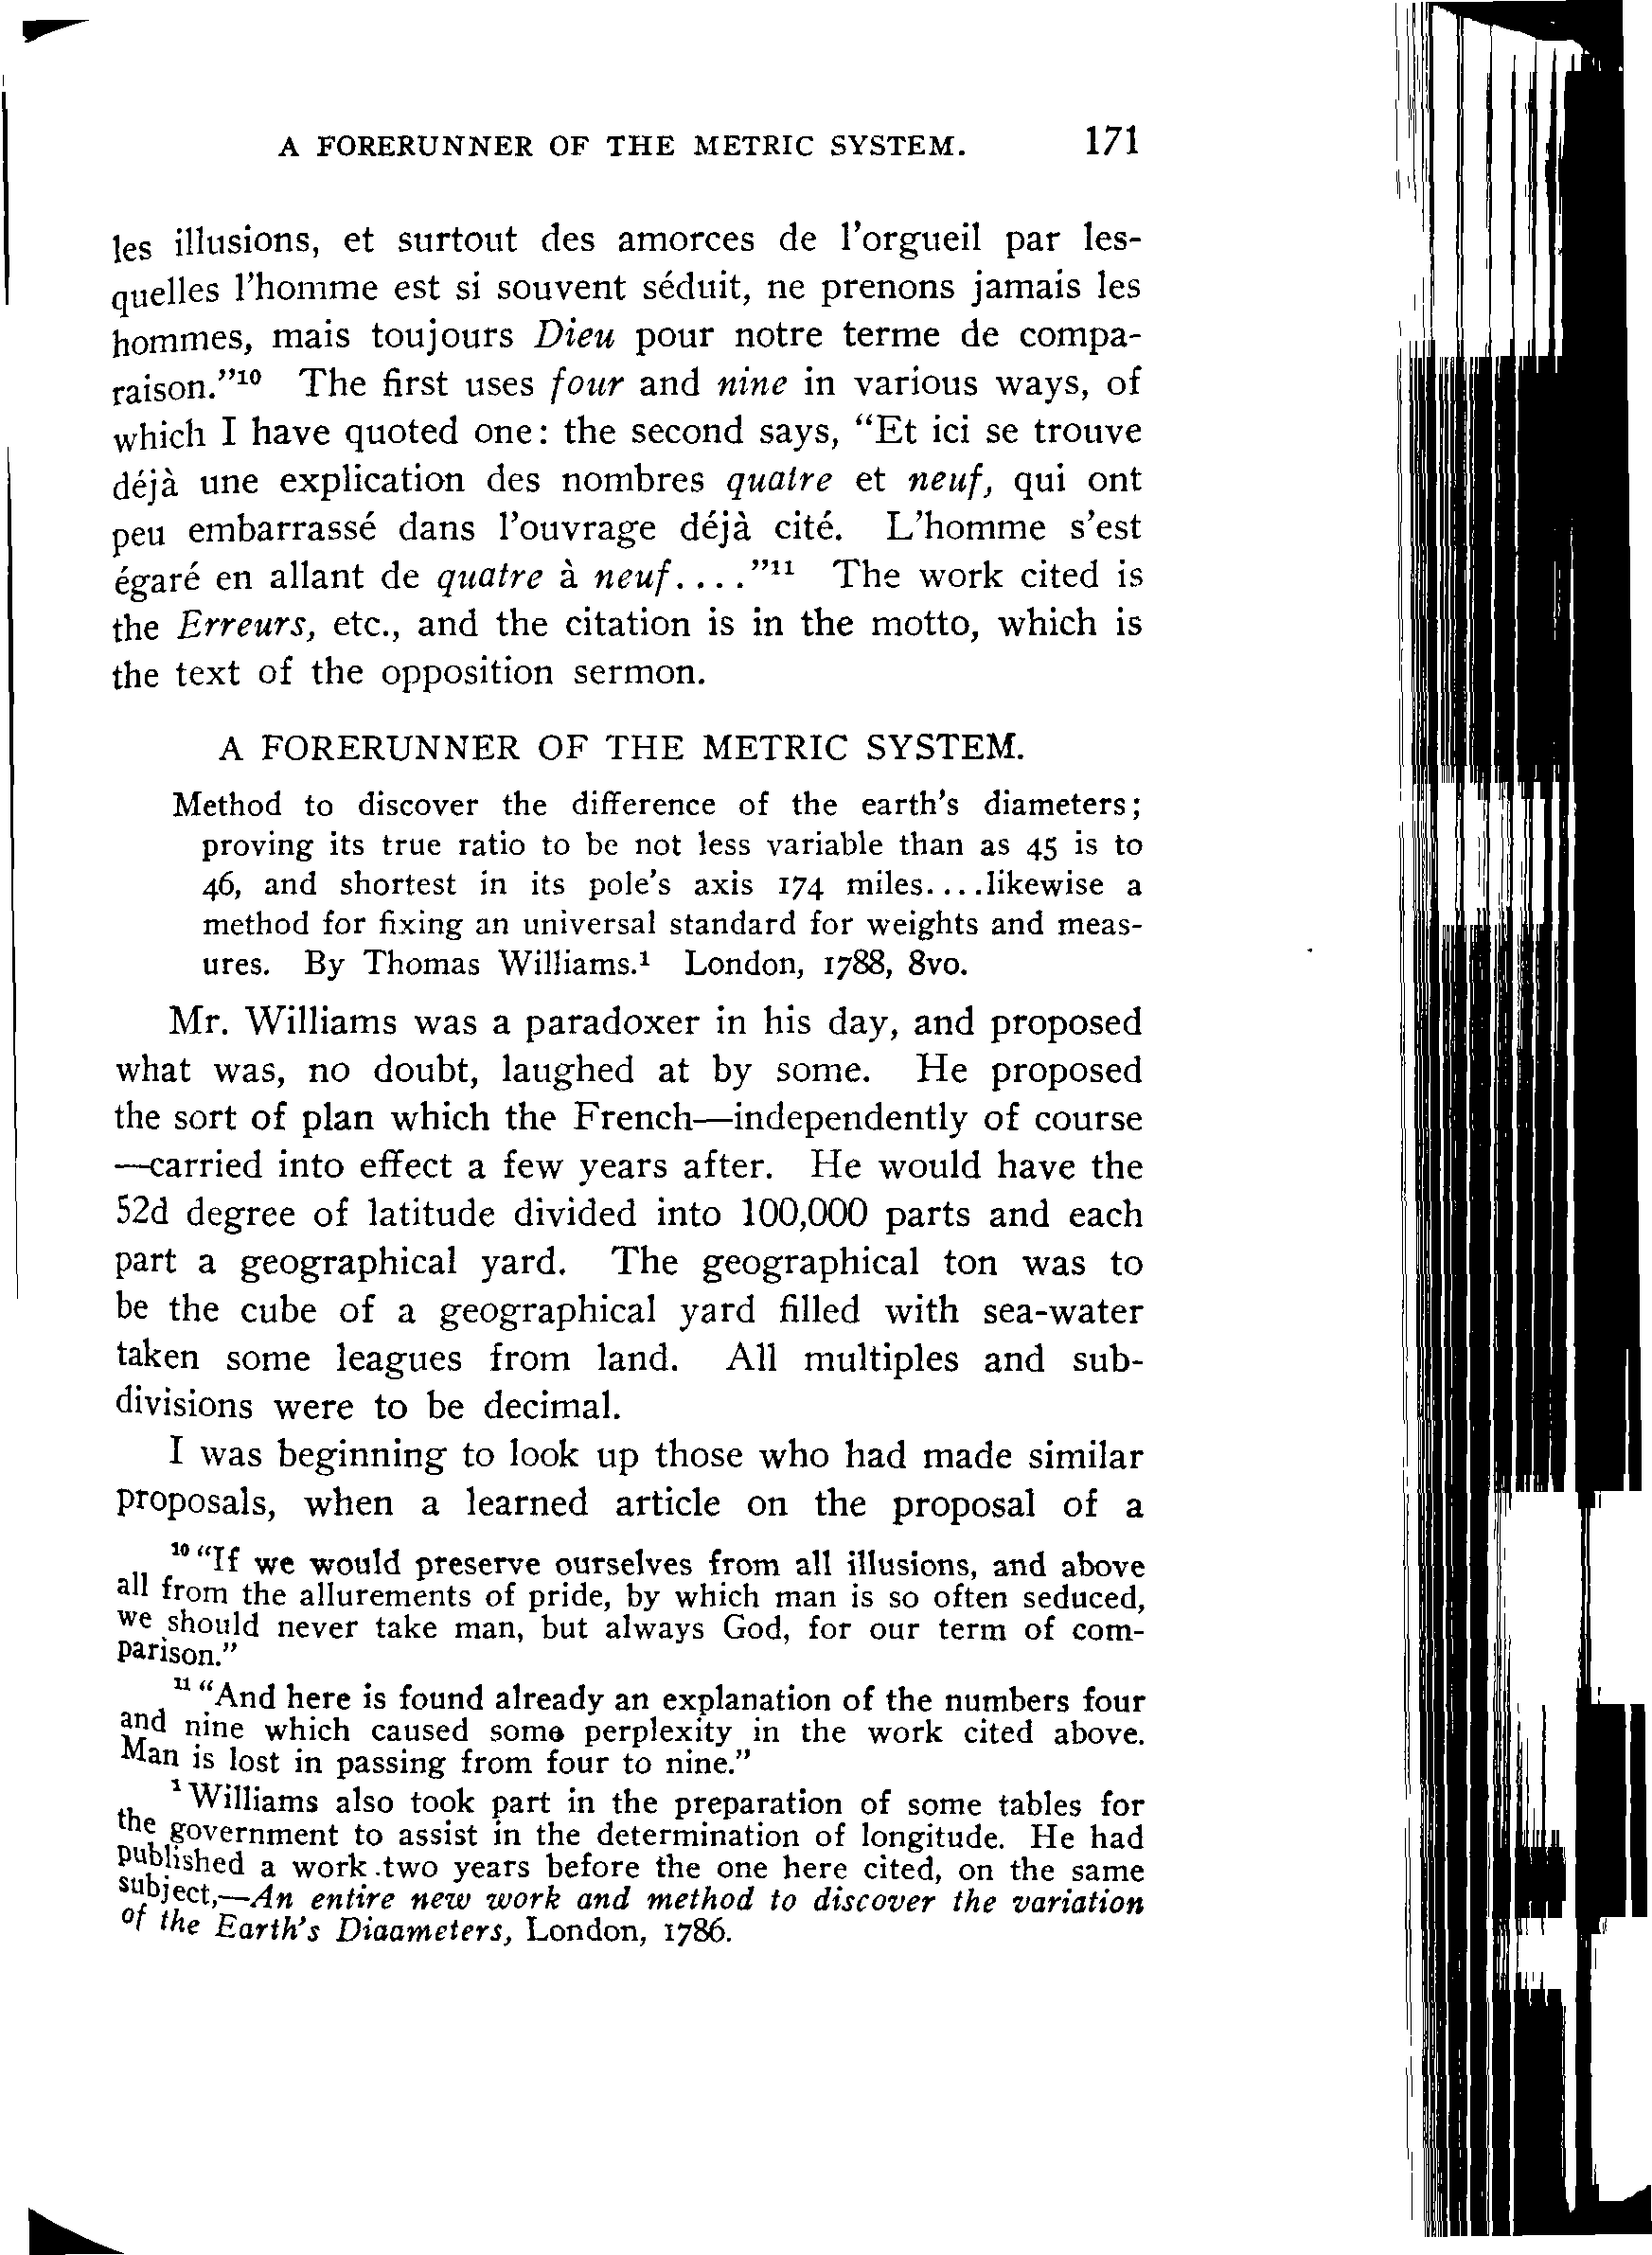 A FORERUNNER OF THE METRIC SYSTEM. 171
les illusions, et surtout des amorces de l'orgueil par les-
quelles l'homme est si souvent séduit, ne prenons jamais les
hommes, mais toujours Dieu pour notre terme de compa-
raison."¹⁰ The first uses four and nine in various ways, of
which I have quoted one: the second says, "Et ici se trouve
déjà une explication des nombres quatre et neuf, qui ont
peu embarrassé dans l'ouvrage déjà cité. L'homme s'est
égaré en allant de quatre à neuf. . . ."¹¹ The work cited is
the Erreurs, etc., and the citation is in the motto, which is
the text of the opposition sermon.
A FORERUNNER OF THE METRIC SYSTEM.
Method to discover the difference of the earth's diameters;
proving its true ratio to be not less variable than as 45 is to
46, and shortest in its pole's axis 174 miles. . . .likewise a
method for fixing an universal standard for weights and meas-
ures. By Thomas Williams.¹ London, 1788, 8vo.
Mr. Williams was a paradoxer in his day, and proposed
what was, no doubt, laughed at by some. He proposed
the sort of plan which the French—independently of course
—carried into effect a few years after. He would have the
52d degree of latitude divided into 100,000 parts and each
part a geographical yard. The geographical ton was to
be the cube of a geographical yard filled with sea-water
taken some leagues from land. All multiples and sub-
divisions were to be decimal.
I was beginning to look up those who had made similar
proposals, when a learned article on the proposal of a
¹⁰ "If we would preserve ourselves from all illusions, and above
all from the allurements of pride, by which man is so often seduced,
we should never take man, but always God, for our term of com-
parison."
¹¹ "And here is found already an explanation of the numbers four
and nine which caused some perplexity in the work cited above.
Man is lost in passing from four to nine."
¹ Williams also took part in the preparation of some tables for
the government to assist in the determination of longitude. He had
published a work .two years before the one here cited, on the same
subject,—An entire new work and method to discover the variation
of the Earth's Diaameters, London, 1786.